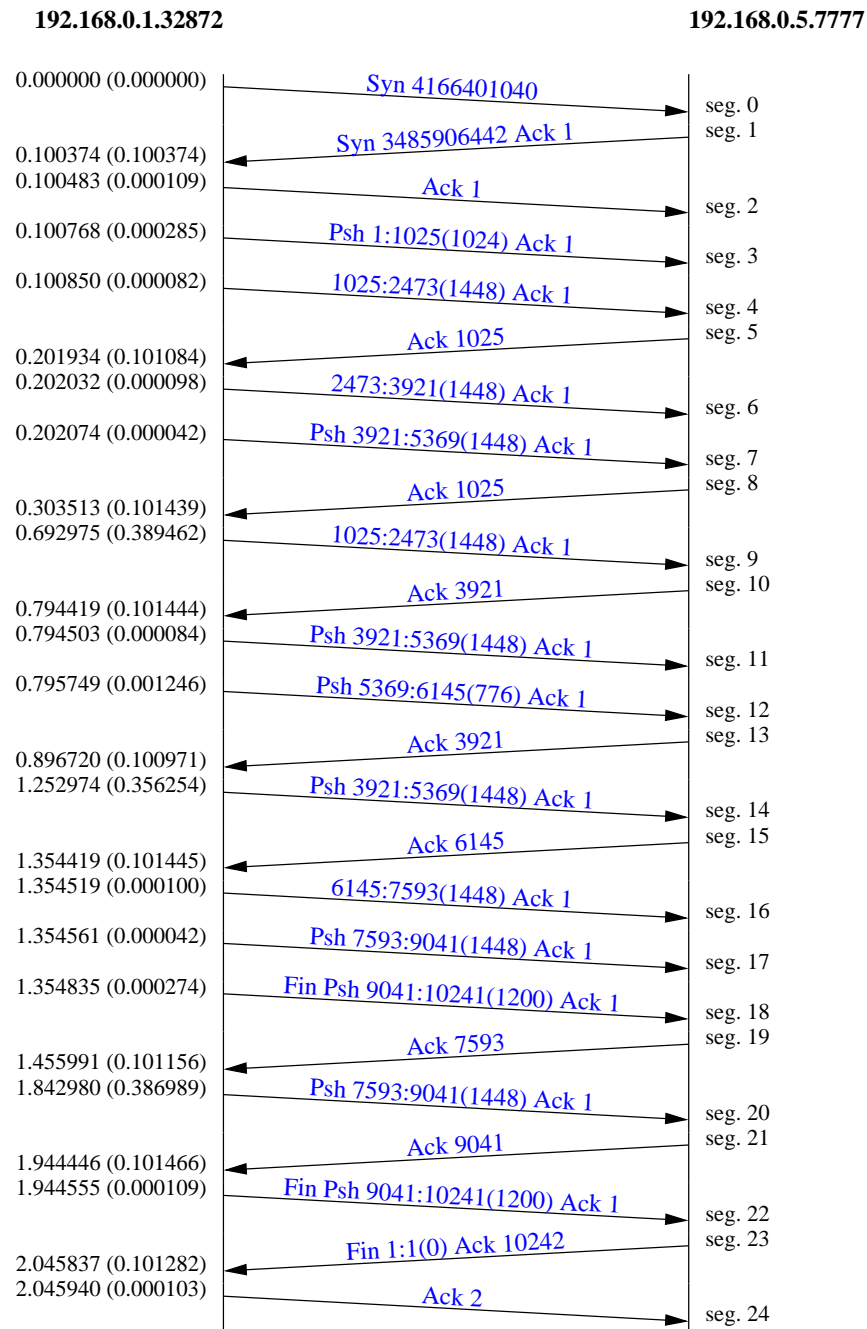 192.168.0.1.32872 192.168.0.5.7777
0.000000 (0.000000) Syn 4166401040 seg. 0
Syn 3485906442 Ack 1 seg. 1
0.100374 (0.100374)
0.100483 (0.000109) Ack 1 seg. 2
0.100768 (0.000285) Psh 1:1025(1024) Ack 1 seg. 3
0.100850 (0.000082) 1025:2473(1448) Ack 1 seg. 4
Ack 1025 seg. 5
0.201934 (0.101084)
0.202032 (0.000098) 2473:3921(1448) Ack 1 seg. 6
0.202074 (0.000042) Psh 3921:5369(1448) Ack 1 seg. 7
Ack 1025 seg. 8
0.303513 (0.101439)
0.692975 (0.389462) 1025:2473(1448) Ack 1 seg. 9
Ack 3921 seg. 10
0.794419 (0.101444)
0.794503 (0.000084) Psh 3921:5369(1448) Ack 1 seg. 11
0.795749 (0.001246) Psh 5369:6145(776) Ack 1 seg. 12
Ack 3921 seg. 13
0.896720 (0.100971)
1.252974 (0.356254) Psh 3921:5369(1448) Ack 1 seg. 14
Ack 6145 seg. 15
1.354419 (0.101445)
1.354519 (0.000100) 6145:7593(1448) Ack 1 seg. 16
1.354561 (0.000042) Psh 7593:9041(1448) Ack 1 seg. 17
1.354835 (0.000274) Fin Psh 9041:10241(1200) Ack 1 seg. 18
Ack 7593 seg. 19
1.455991 (0.101156)
1.842980 (0.386989) Psh 7593:9041(1448) Ack 1 seg. 20
Ack 9041 seg. 21
1.944446 (0.101466)
1.944555 (0.000109) Fin Psh 9041:10241(1200) Ack 1 seg. 22
Fin 1:1(0) Ack 10242 seg. 23
2.045837 (0.101282)
2.045940 (0.000103) Ack 2 seg. 24